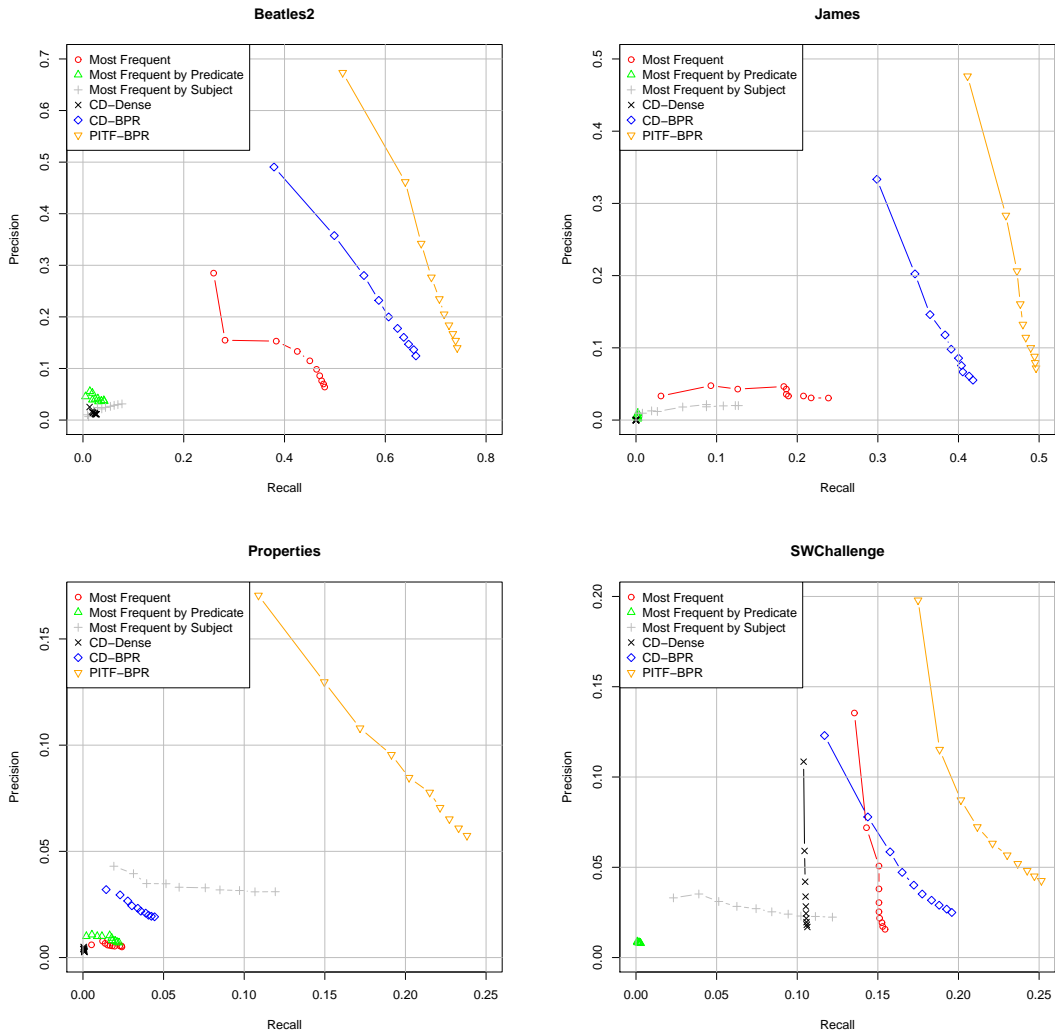 Beatles2
Most Frequent
Most Frequent by Predicate
Most Frequent by Subject
CD−Dense
CD−BPR
PITF−BPR
Precision
0.0 0.1 0.2 0.3 0.4 0.5 0.6 0.7
0.0 0.2 0.4 0.6 0.8
Recall
James
Most Frequent
Most Frequent by Predicate
Most Frequent by Subject
CD−Dense
CD−BPR
PITF−BPR
Precision
0.0 0.1 0.2 0.3 0.4 0.5
0.0 0.1 0.2 0.3 0.4 0.5
Recall
Properties
Most Frequent
Most Frequent by Predicate
Most Frequent by Subject
CD−Dense
CD−BPR
PITF−BPR
Precision
0.00 0.05 0.10 0.15
0.00 0.05 0.10 0.15 0.20 0.25
Recall
SWChallenge
Most Frequent
Most Frequent by Predicate
Most Frequent by Subject
CD−Dense
CD−BPR
PITF−BPR
Precision
0.00 0.05 0.10 0.15 0.20
0.00 0.05 0.10 0.15 0.20 0.25
Recall